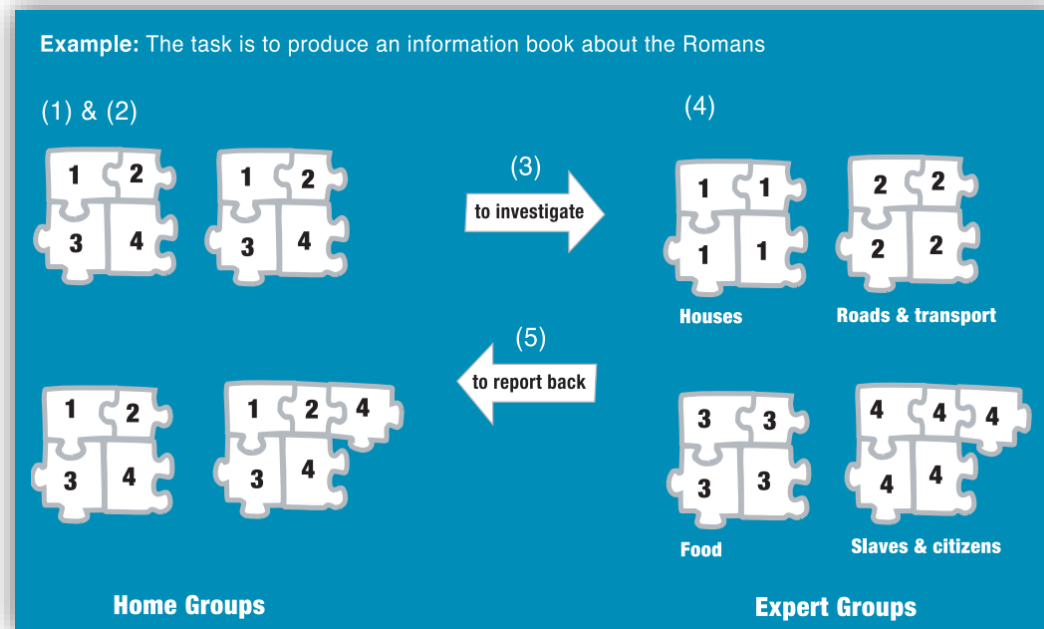 Example: The task is to produce an information book about the Romans
(1) & (2)
1 2
3 4
1 2
3 4
(3)
to investigate
(4)
1 1
1 1
Houses
2 2
2 2
Roads & transport
(5)
to report back
1 2
3 4
1 2 4
3 4
Home Groups
3 3
3 3
Food
4 4 4
4 4
Slaves & citizens
Expert Groups